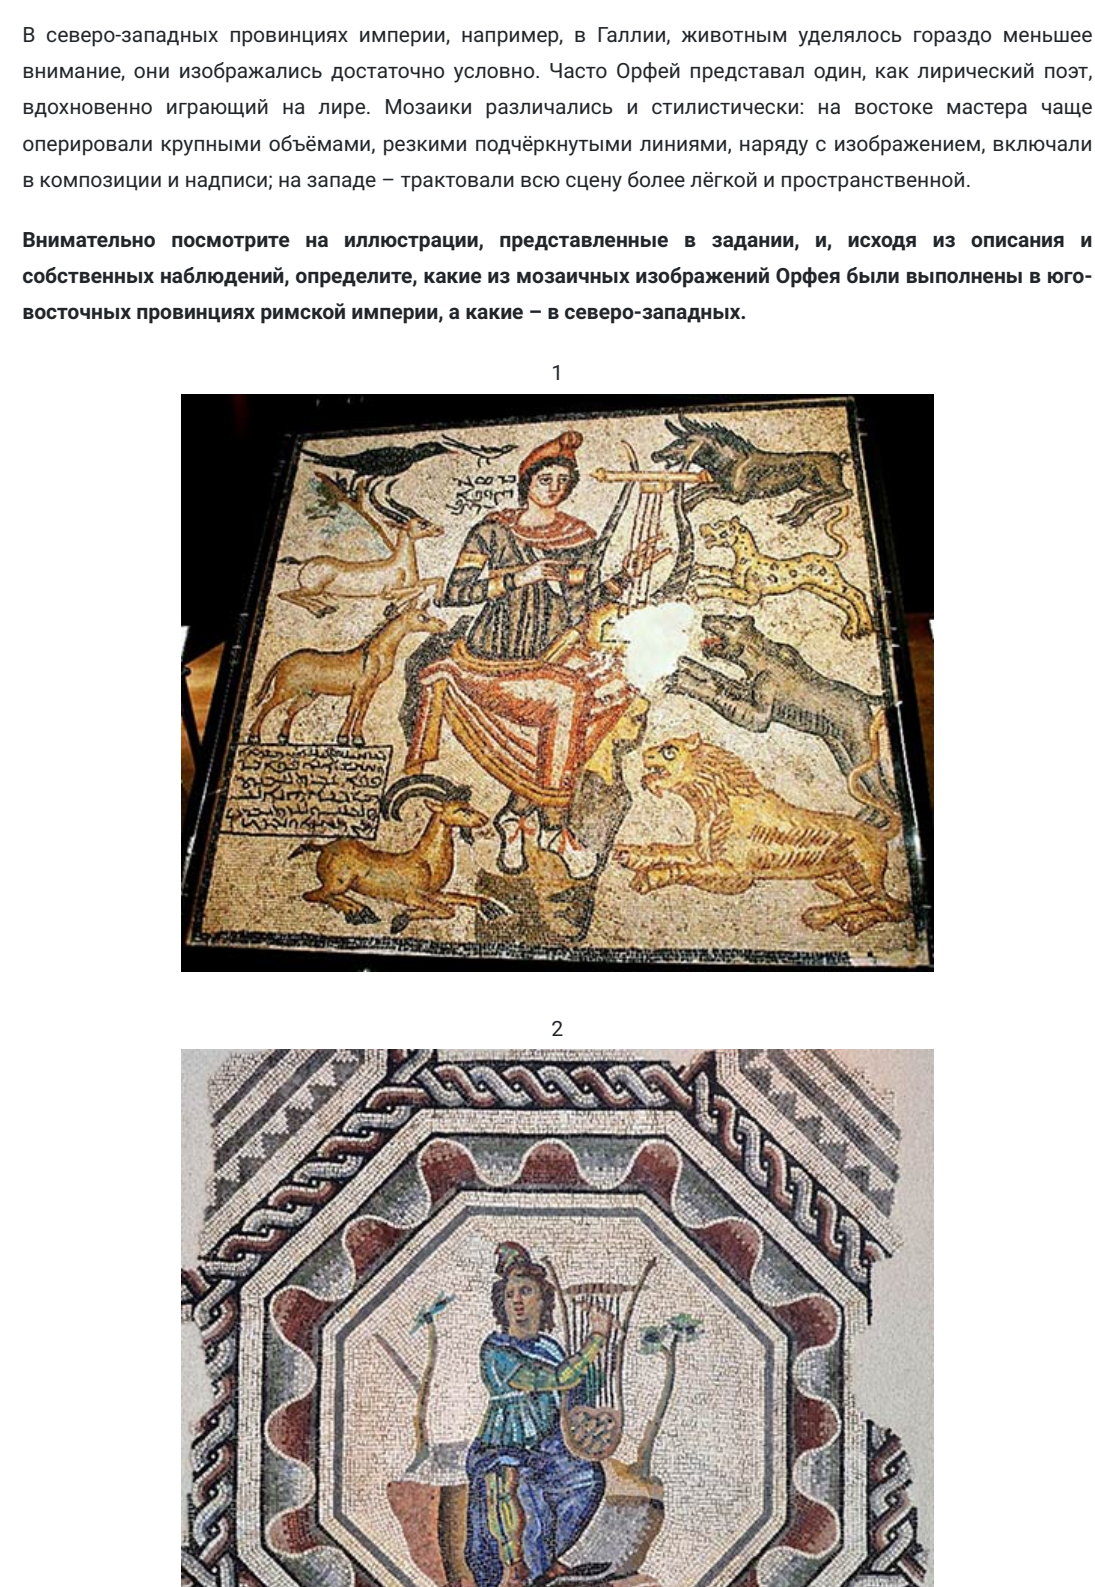 В северо-западных провинциях империи, например, в Галлии, животным уделялось гораздо меньшее
внимание, они изображались достаточно условно. Часто Орфей представал один, как лирический поэт,
вдохновенно играющий на лире. Мозаики различались и стилистически: на востоке мастера чаще
оперировали крупными объёмами, резкими подчёркнутыми линиями, наряду с изображением, включали
в композиции и надписи; на западе – трактовали всю сцену более лёгкой и пространственной.
Внимательно посмотрите на иллюстрации, представленные в задании, и, исходя из описания и
собственных наблюдений, определите, какие из мозаичных изображений Орфея были выполнены в юго-
восточных провинциях римской империи, а какие – в северо-западных.
1
2